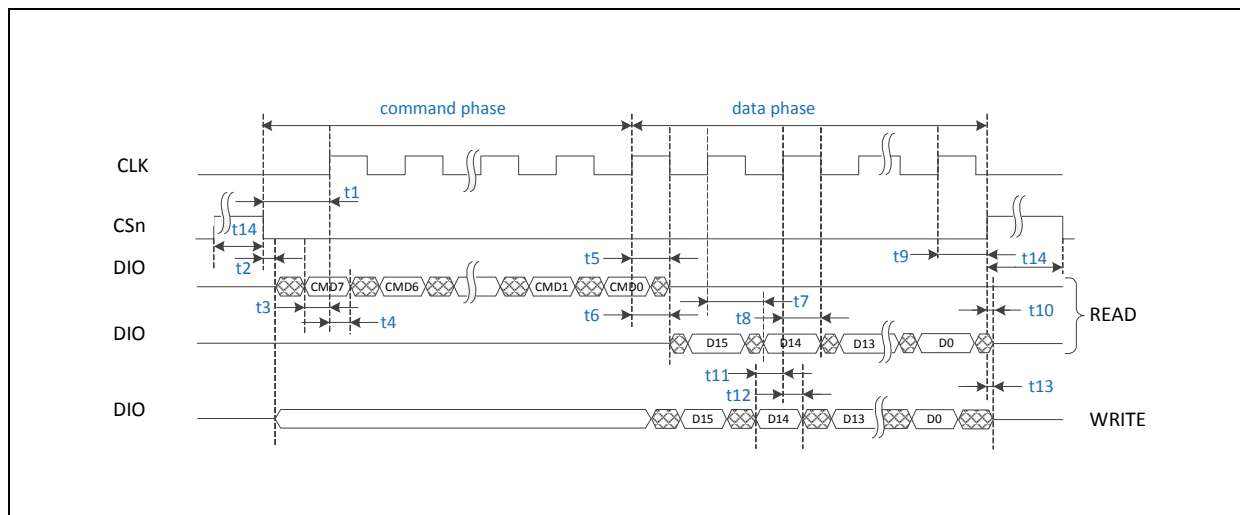 command phase data phase
CLK
t1
CSn
t14
t2 t5 t9 t14
DIO
CMD7 CMD6 CMD1 CMD0
t3 t4 t6 t7
t8 t10 READ
DIO
D15 D14 D13 D0
t11
t12 t13
DIO
D15 D14 D13 D0
WRITE